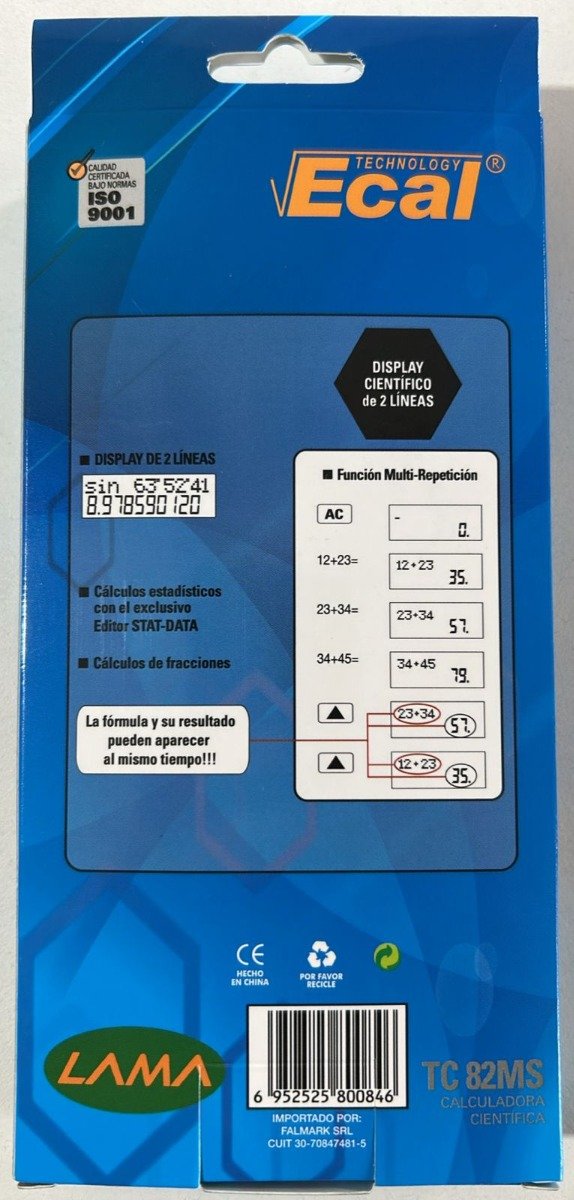 CALIDAD
CERTIFICADA
BAJO NORMAS
ISO
9001
TECHNOLOGY
√Ecal®
DISPLAY
CIENTÍFICO
de 2 LÍNEAS
■ DISPLAY DE 2 LÍNEAS
sin 63°52°41
8.978590120
■ Cálculos estadísticos
con el exclusivo
Editor STAT-DATA
■ Cálculos de fracciones
La fórmula y su resultado
pueden aparecer
al mismo tiempo!!!
■ Función Multi-Repetición
AC
-
0.
12+23=
12+23
35.
23+34=
23+34
57.
34+45=
34+45
79.
▲
23+34
57.
▲
12+23
35.
CE
HECHO
EN CHINA
POR FAVOR
RECICLE
LAMA
6 952525 800846
IMPORTADO POR:
FALMARK SRL
CUIT 30-70847481-5
TC 82MS
CALCULADORA
CIENTÍFICA